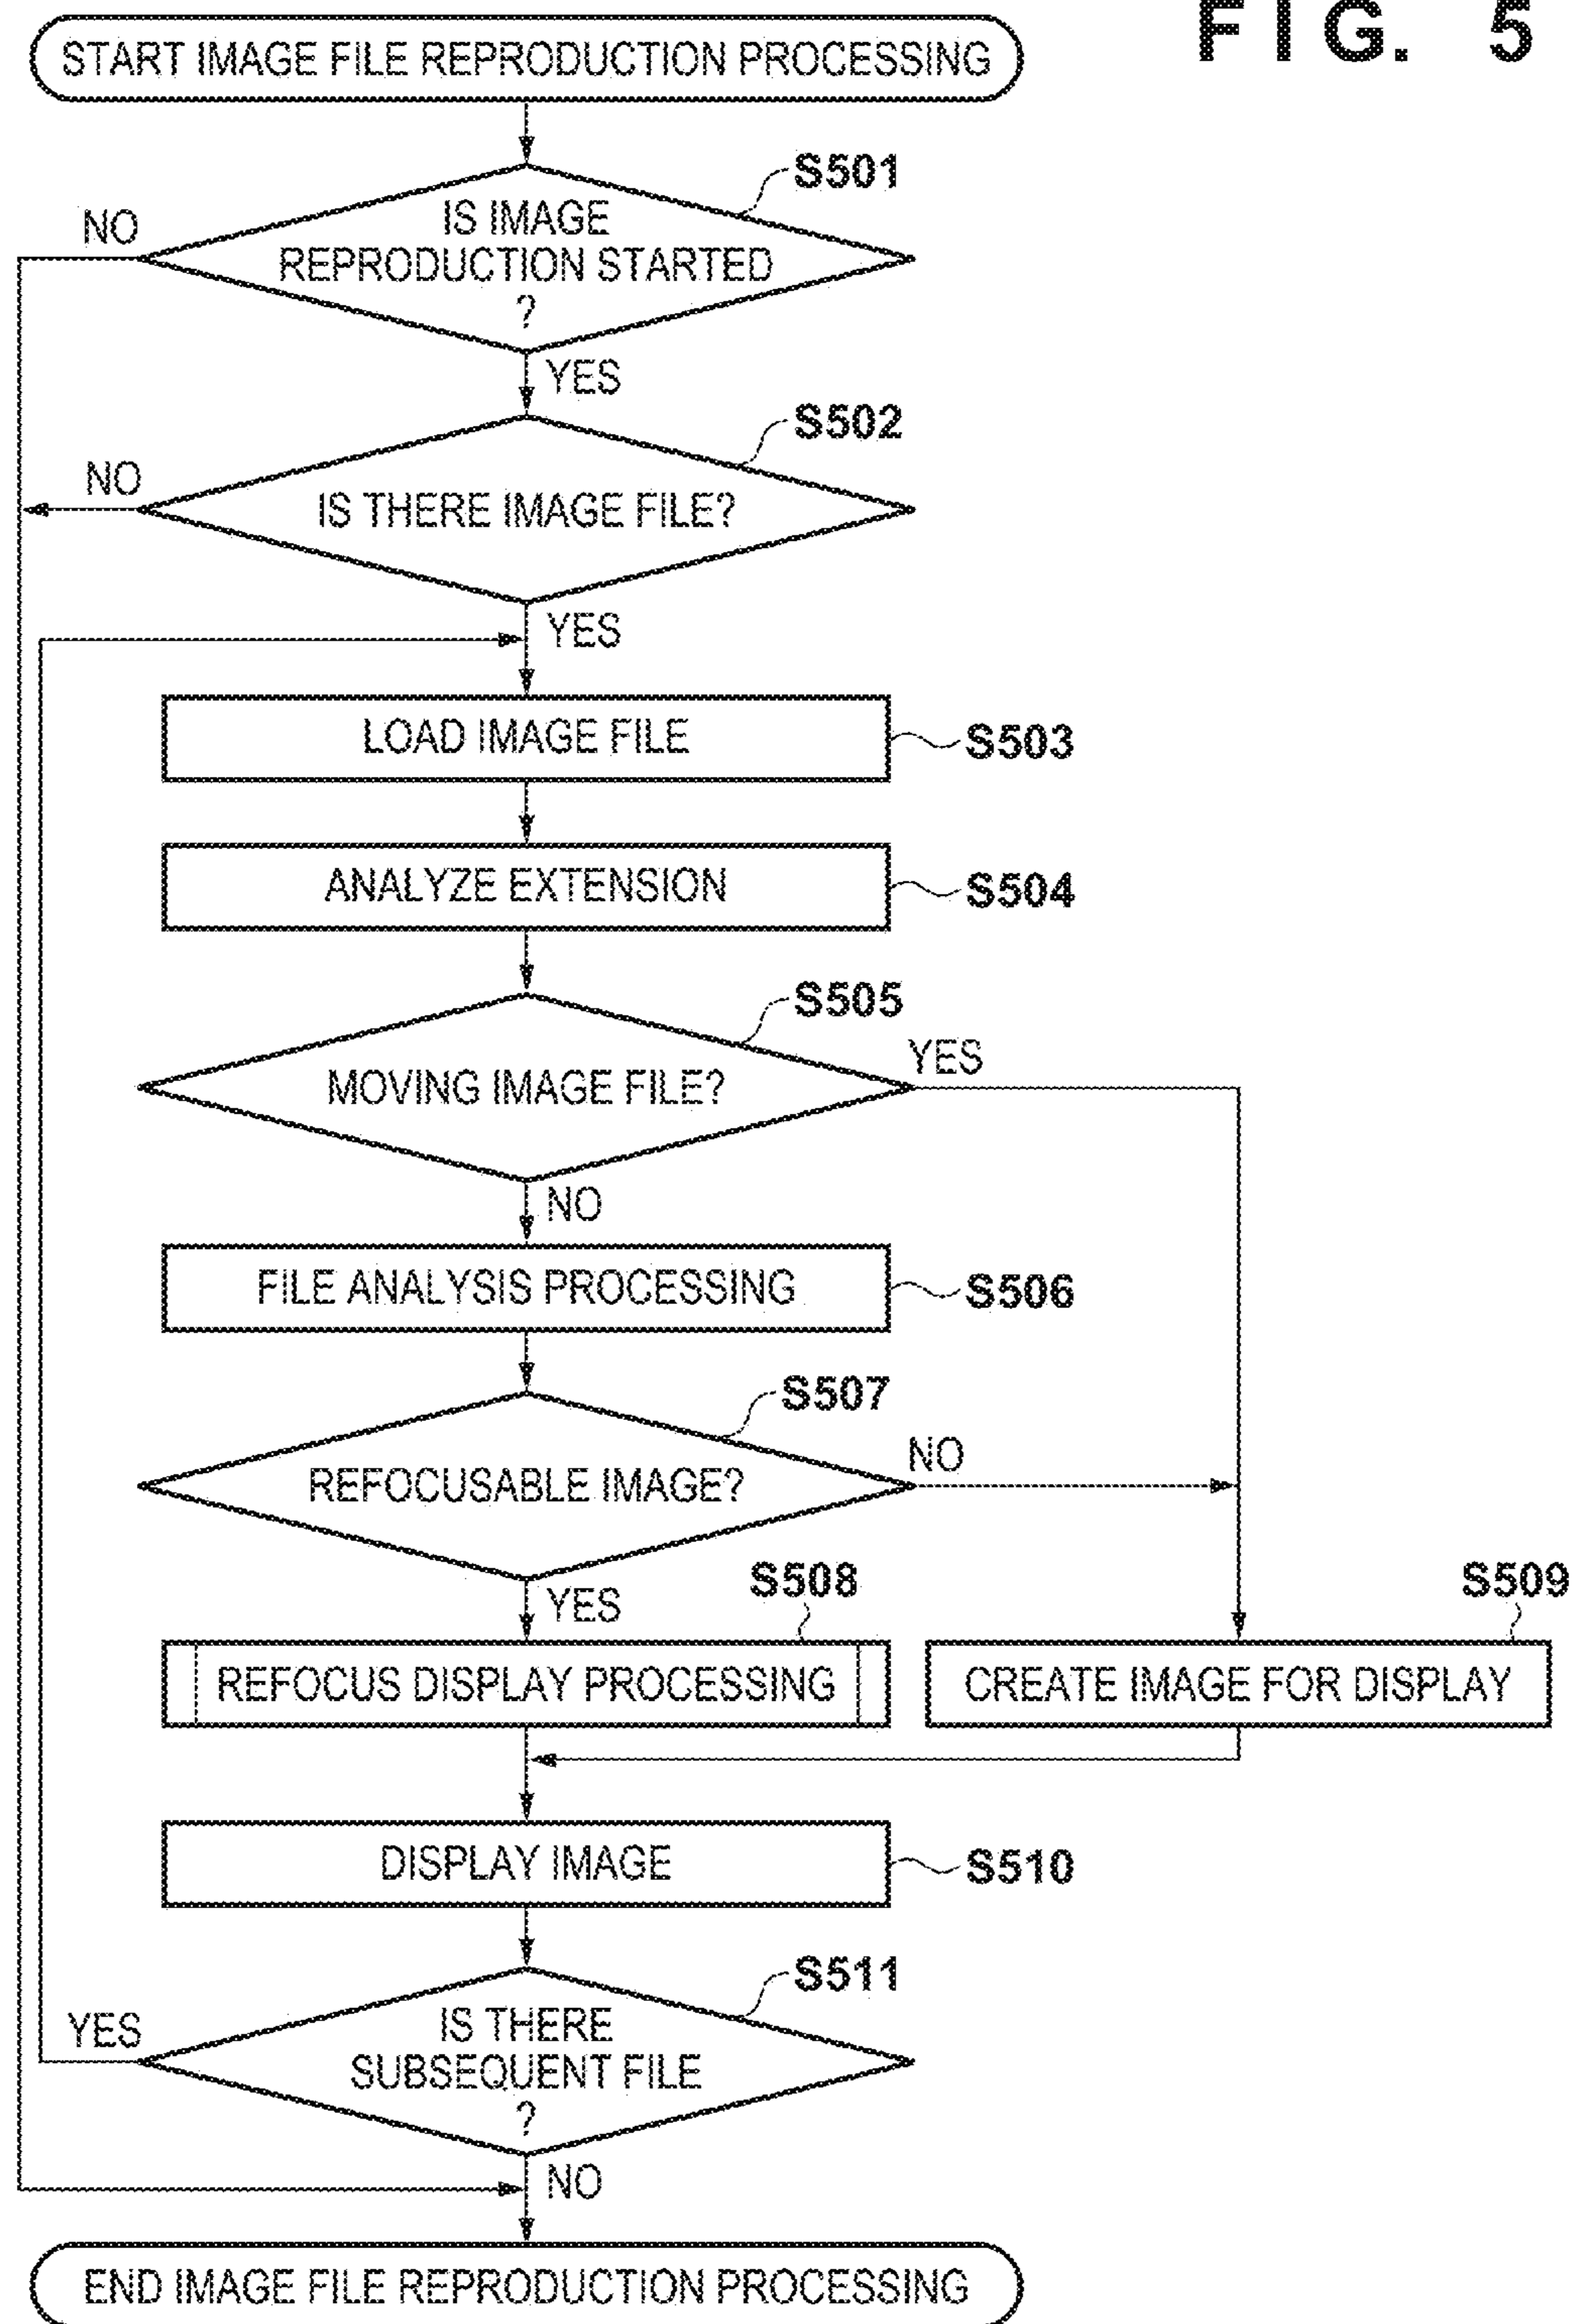 FIG. 5
START IMAGE FILE REPRODUCTION PROCESSING
S501
NO
IS IMAGE
REPRODUCTION STARTED
?
YES
S502
NO
IS THERE IMAGE FILE?
YES
LOAD IMAGE FILE
S503
ANALYZE EXTENSION
S504
S505
YES
MOVING IMAGE FILE?
NO
FILE ANALYSIS PROCESSING
S506
S507
NO
REFOCUSABLE IMAGE?
YES
S508
S509
REFOCUS DISPLAY PROCESSING
CREATE IMAGE FOR DISPLAY
DISPLAY IMAGE
S510
S511
YES
IS THERE
SUBSEQUENT FILE
?
NO
END IMAGE FILE REPRODUCTION PROCESSING